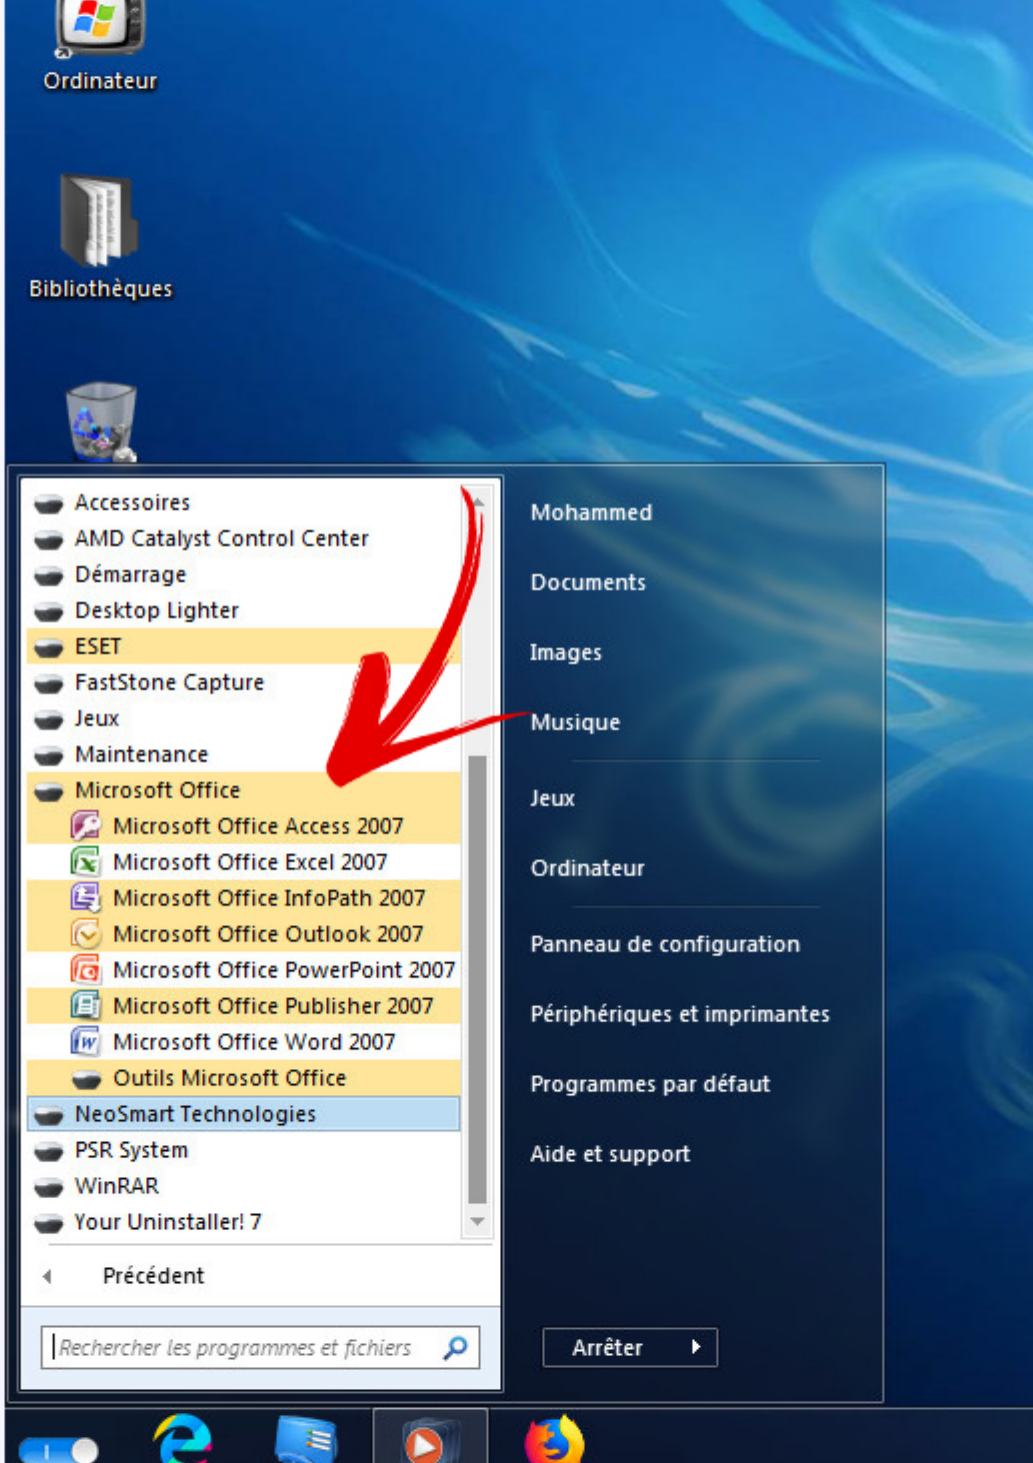 Ordinateur
Bibliothèques
Accessoires
AMD Catalyst Control Center
Démarrage
Desktop Lighter
ESET
FastStone Capture
Jeux
Maintenance
Microsoft Office
Microsoft Office Access 2007
Microsoft Office Excel 2007
Microsoft Office InfoPath 2007
Microsoft Office Outlook 2007
Microsoft Office PowerPoint 2007
Microsoft Office Publisher 2007
Microsoft Office Word 2007
Outils Microsoft Office
NeoSmart Technologies
PSR System
WinRAR
Your Uninstaller! 7
Précédent
Rechercher les programmes et fichiers
Mohammed
Documents
Images
Musique
Jeux
Ordinateur
Panneau de configuration
Périphériques et imprimantes
Programmes par défaut
Aide et support
Arrêter